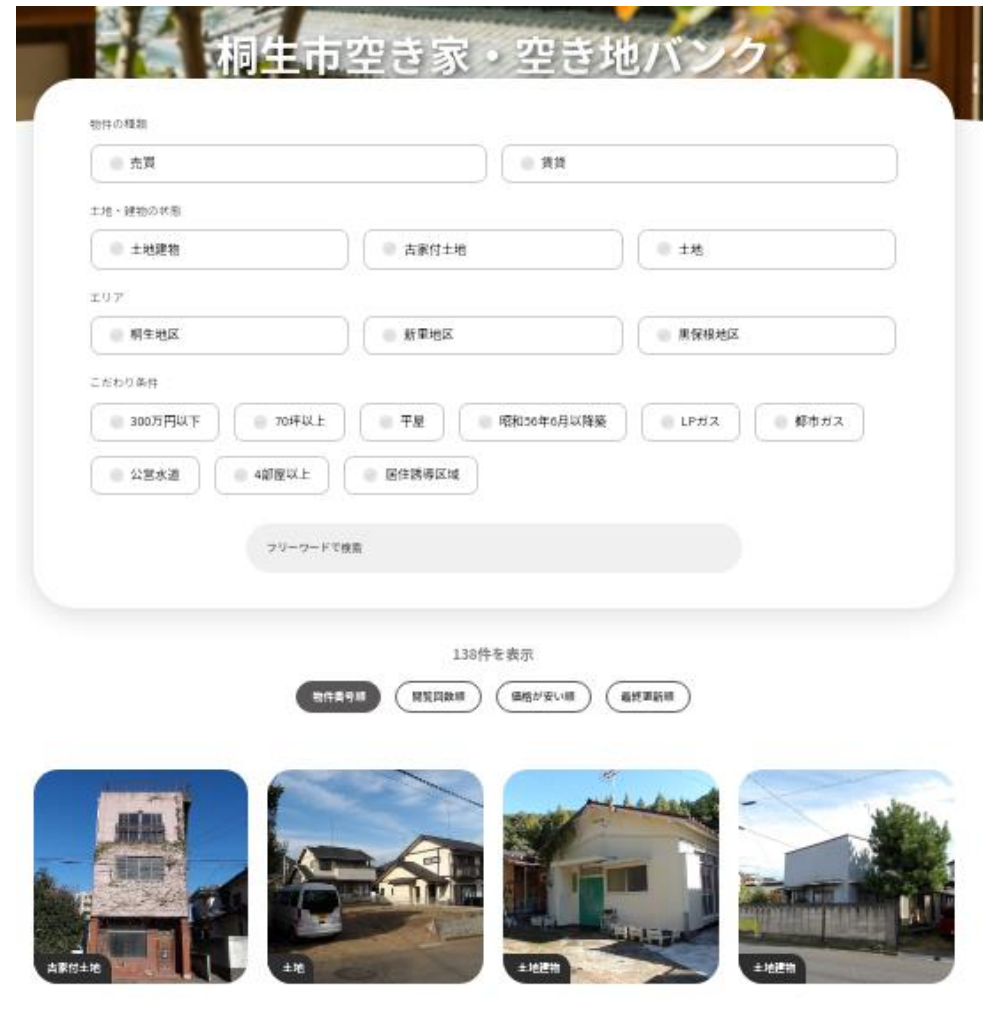 桐生市空き家・空き地バンク
物件の種類
売買 賃貸
土地・建物の状態
土地建物 古家付土地 土地
エリア
桐生地区 新里地区 黒保根地区
こだわり条件
300万円以下 70坪以上 平屋 昭和56年6月以降築 LPガス 都市ガス
公営水道 4部屋以上 居住誘導区域
フリーワードで検索
138件を表示
物件番号順 閲覧回数順 価格が安い順 最終更新順
古家付土地 土地 土地建物 土地建物